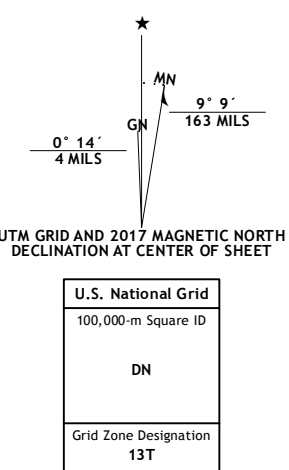 ★
MN
GN
9° 9´
163 MILS
0° 14´
4 MILS
UTM GRID AND 2017 MAGNETIC NORTH
DECLINATION AT CENTER OF SHEET
U.S. National Grid
100,000-m Square ID
DN
Grid Zone Designation
13T